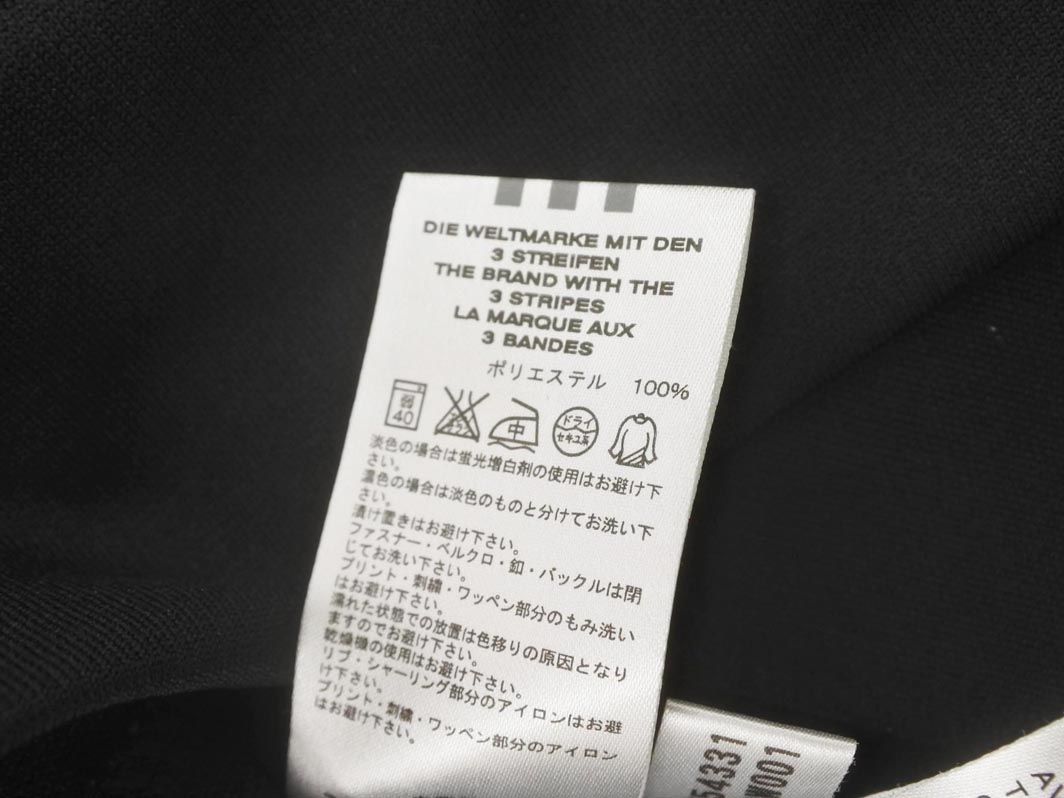 DIE WELTMARKE MIT DEN
3 STREIFEN
THE BRAND WITH THE
3 STRIPES
LA MARQUE AUX
3 BANDES
ポリエステル 100%
40
中
ドライ
セキユ系
淡色の場合は蛍光増白剤の使用はお避け下
さい。
濃色の場合は淡色のものと分けてお洗い下
さい。
漬け置きはお避け下さい。
ファスナー・ベルクロ・釦・バックルは閉
じてお洗い下さい。
プリント・刺繍・ワッペン部分のもみ洗い
はお避け下さい。
濡れた状態での放置は色移りの原因となり
ますのでお避け下さい。
乾燥機の使用はお避け下さい。
リブ・シャーリング部分のアイロンはお避
け下さい。
プリント・刺繍・ワッペン部分のアイロン
はお避け下さい。
54331
W001